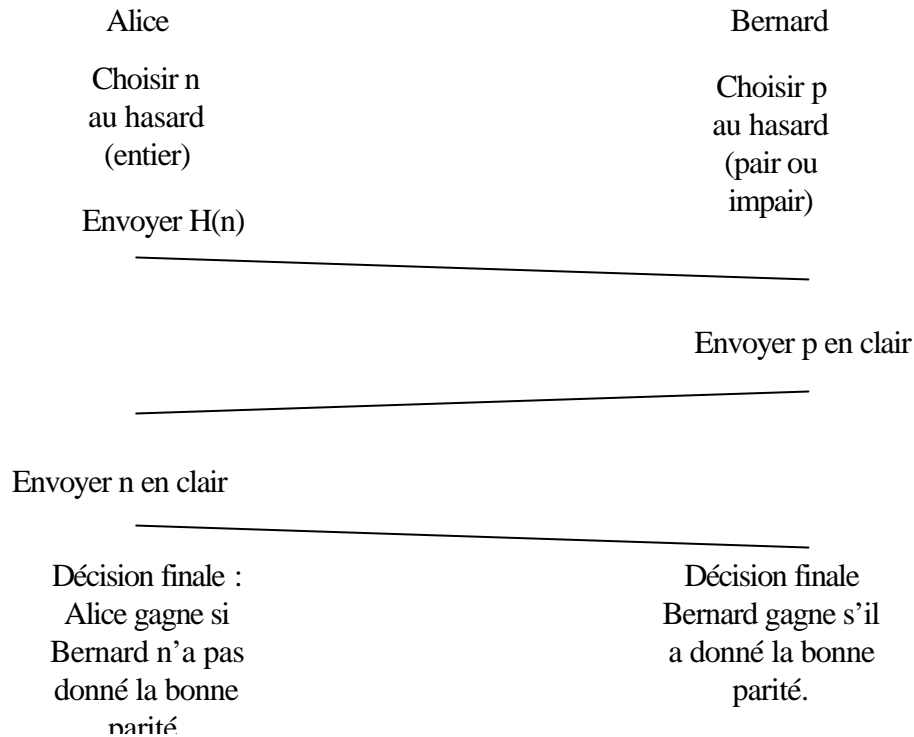 Alice
Bernard
Choisir n
au hasard
(entier)
Choisir p
au hasard
(pair ou
impair)
Envoyer H(n)
Envoyer p en clair
Envoyer n en clair
Décision finale :
Alice gagne si
Bernard n'a pas
donné la bonne
parité
Décision finale
Bernard gagne s'il
a donné la bonne
parité.